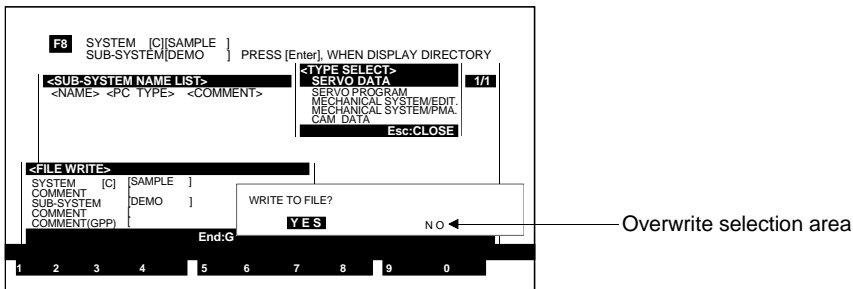 F8 SYSTEM [C][SAMPLE ]
SUB-SYSTEM[DEMO ] PRESS [Enter], WHEN DISPLAY DIRECTORY
<TYPE SELECT>
<SUB-SYSTEM NAME LIST> SERVO DATA 1/1
<NAME> <PC TYPE> <COMMENT> SERVO PROGRAM
MECHANICAL SYSTEM/EDIT.
MECHANICAL SYSTEM/PMA.
CAM DATA
Esc:CLOSE
<FILE WRITE>
SYSTEM [C] [SAMPLE ]
COMMENT [
SUB-SYSTEM [DEMO ]
COMMENT [
COMMENT(GPP) [
WRITE TO FILE?
YES NO Overwrite selection area
End:G
1 2 3 4 5 6 7 8 9 0